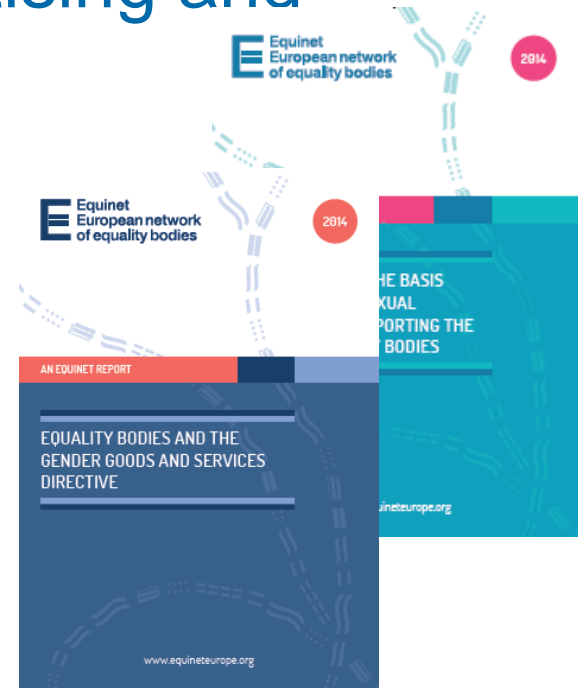 and
Equinet
European network
of equality bodies
2014
Equinet
European network
of equality bodies
2014
HE BASIS
XUAL
PORTING THE
BODIES
uineteurope.org
AN EQUINET REPORT
EQUALITY BODIES AND THE
GENDER GOODS AND SERVICES
DIRECTIVE
www.equineteurope.org